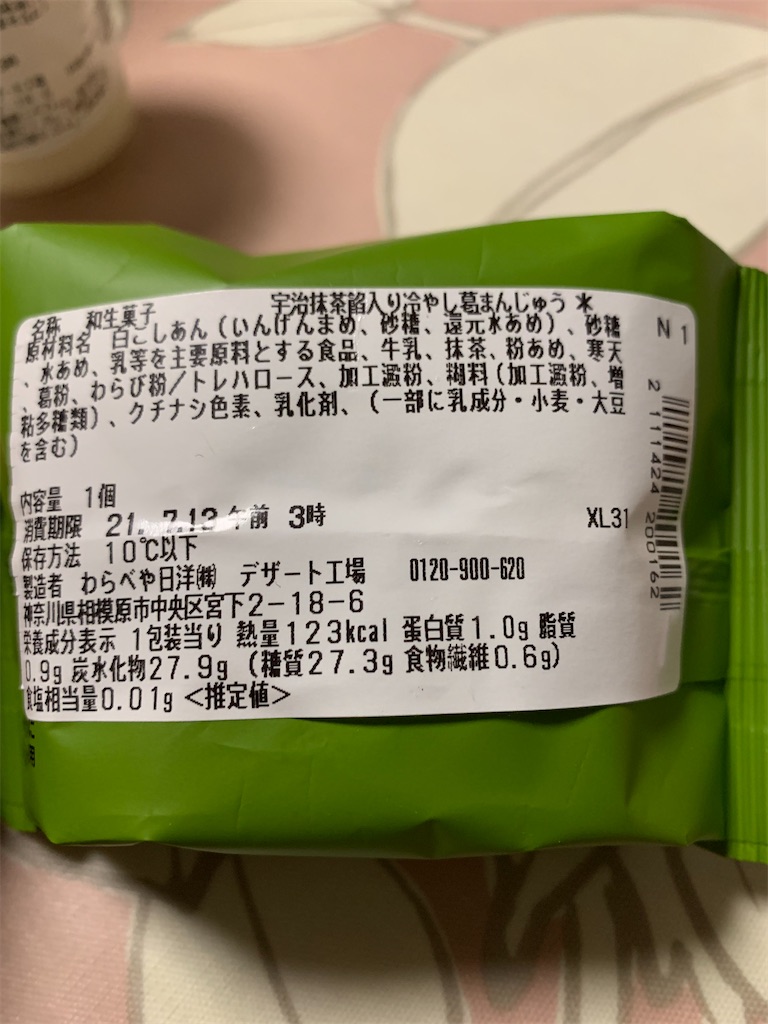 宇治抹茶餡入り冷やし葛まんじゅう 氷
名称 和生菓子
N1
原材料名 白こしあん(いんげんまめ、砂糖、還元水あめ)、砂糖
、水あめ、乳等を主要原料とする食品、牛乳、抹茶、粉あめ、寒天
、葛粉、わらび粉/トレハロース、加工澱粉、糊料(加工澱粉、増
粘多糖類)、クチナシ色素、乳化剤、(一部に乳成分・小麦・大豆
を含む)
2 111424 200162
内容量 1個
消費期限 21. 7.13 午前 3時 XL31
保存方法 10℃以下
製造者 わらべや日洋㈱ デザート工場 0120-900-620
神奈川県相模原市中央区宮下2-18-6
栄養成分表示 1包装当り 熱量123kcal 蛋白質1.0g 脂質
0.9g 炭水化物27.9g (糖質27.3g 食物繊維0.6g)
食塩相当量0.01g <推定値>